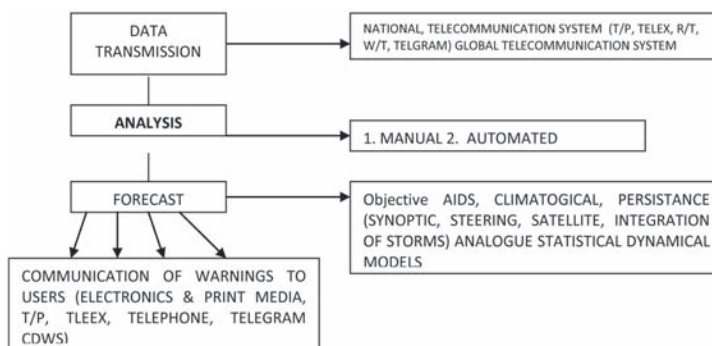 DATA
TRANSMISSION
NATIONAL, TELECOMMUNICATION SYSTEM (T/P, TELEX, R/T,
W/T, TELGRAM) GLOBAL TELECOMMUNICATION SYSTEM
ANALYSIS
1. MANUAL 2. AUTOMATED
FORECAST
Objective AIDS, CLIMATOGICAL, PERSISTANCE
(SYNOPTIC, STEERING, SATELLITE, INTEGRATION
OF STORMS) ANALOGUE STATISTICAL DYNAMICAL
MODELS
COMMUNICATION OF WARNINGS TO
USERS (ELECTRONICS & PRINT MEDIA,
T/P, TLEEX, TELEPHONE, TELEGRAM
CDWS)